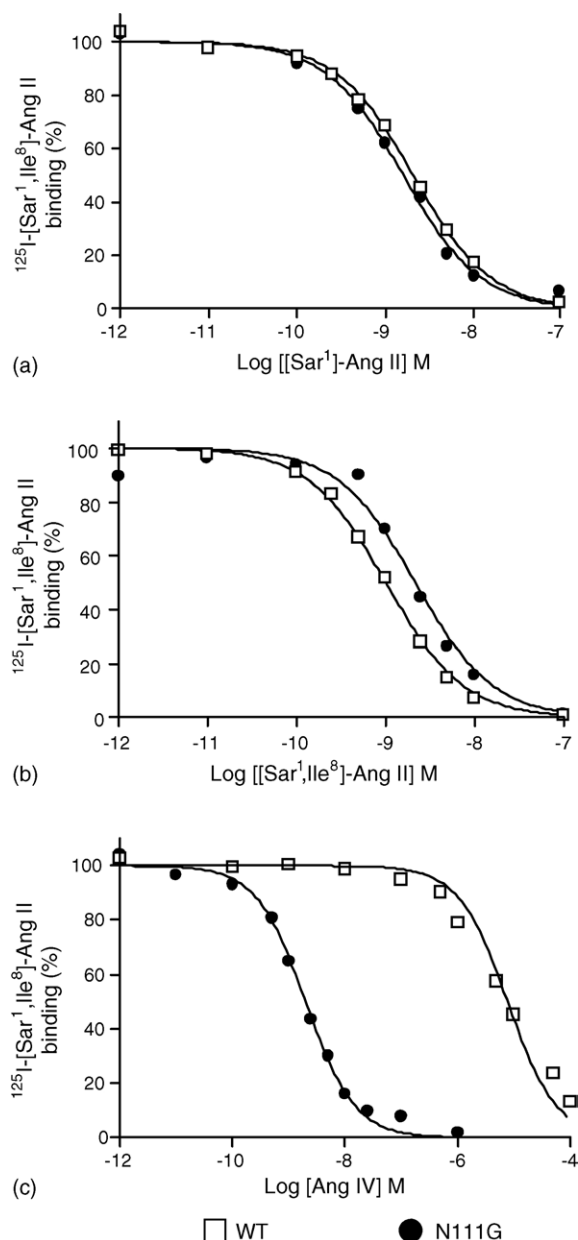 100
80
60
40
20
0
¹²⁵I-[Sar¹,Ile⁸]-Ang II
binding (%)
-12 -11 -10 -9 -8 -7
Log [[Sar¹]-Ang II] M
(a)
100
80
60
40
20
0
¹²⁵I-[Sar¹,Ile⁸]-Ang II
binding (%)
-12 -11 -10 -9 -8 -7
Log [[Sar¹,Ile⁸]-Ang II] M
(b)
100
80
60
40
20
0
¹²⁵I-[Sar¹,Ile⁸]-Ang II
binding (%)
-12 -10 -8 -6 -4
Log [Ang IV] M
(c)
WT N111G